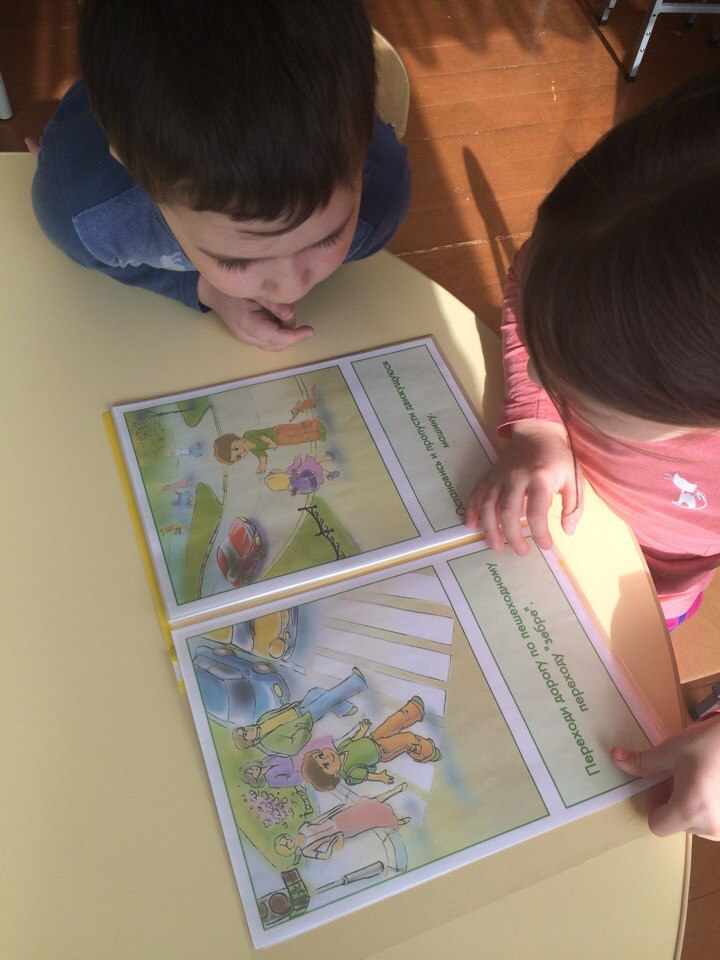 Остановись и пропусти движущуюся
машину.
Переходи дорогу по пешеходному
переходу "зебре".